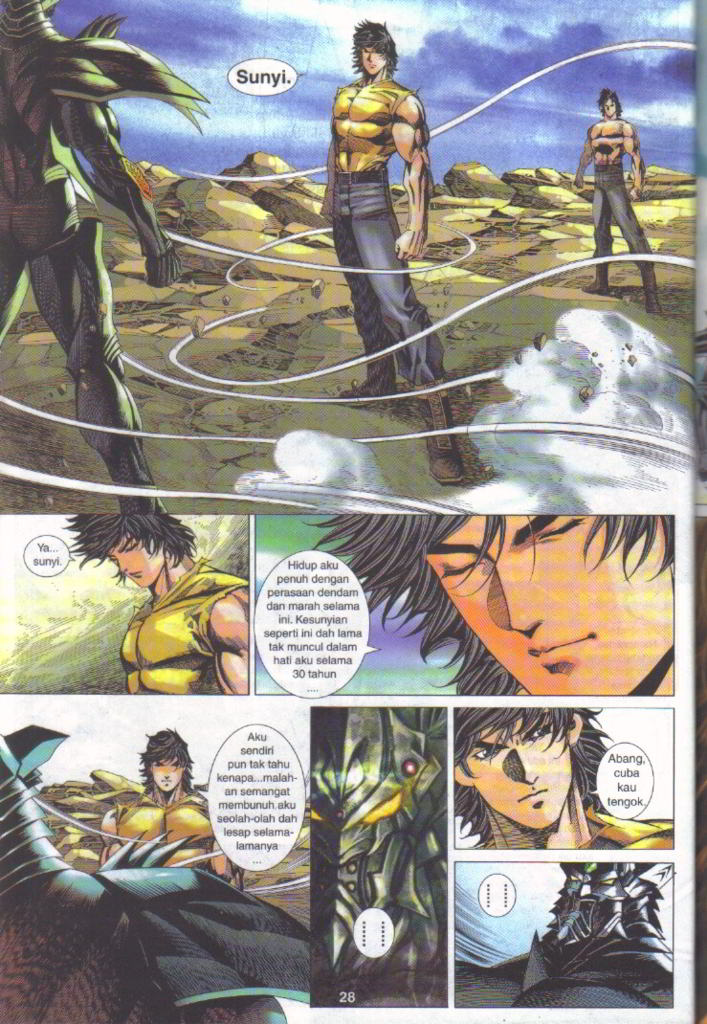 Sunyi.
Ya...
sunyi.
Hidup aku
penuh dengan
perasaan dendam
dan marah selama
ini. Kesunyian
seperti ini dah lama
tak muncul dalam
hati aku selama
30 tahun
....
Aku
sendiri
pun tak tahu
kenapa...malah-
an semangat
membunuh aku
seolah-olah dah
lesap selama-
lamanya
...
Abang,
cuba
kau
tengok.
28